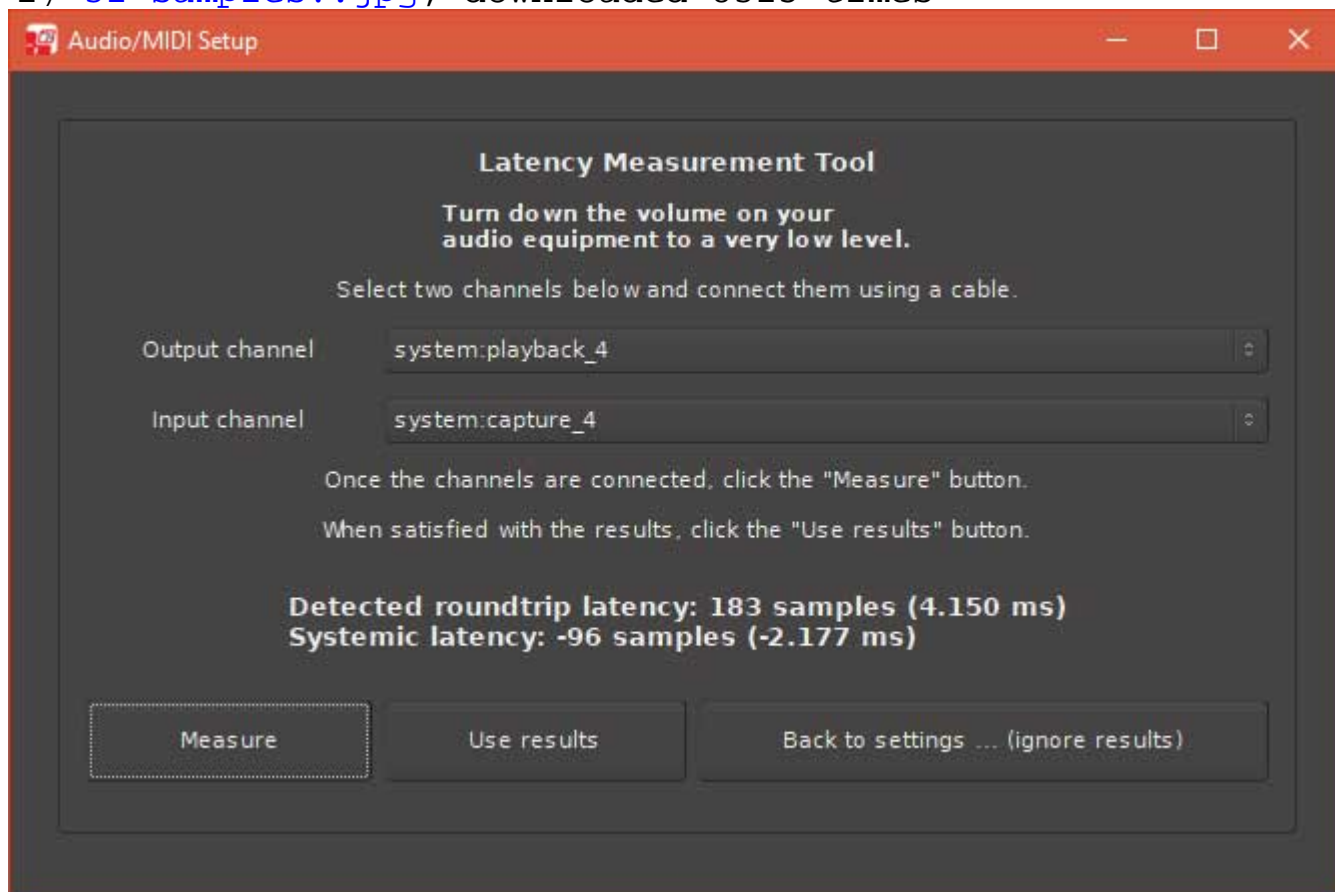 Audio/MIDI Setup
Latency Measurement Tool
Turn down the volume on your
audio equipment to a very low level.
Select two channels below and connect them using a cable.
Output channel system:playback_4
Input channel system:capture_4
Once the channels are connected, click the "Measure" button.
When satisfied with the results, click the "Use results" button.
Detected roundtrip latency: 183 samples (4.150 ms)
Systemic latency: -96 samples (-2.177 ms)
Measure Use results Back to settings ... (ignore results)